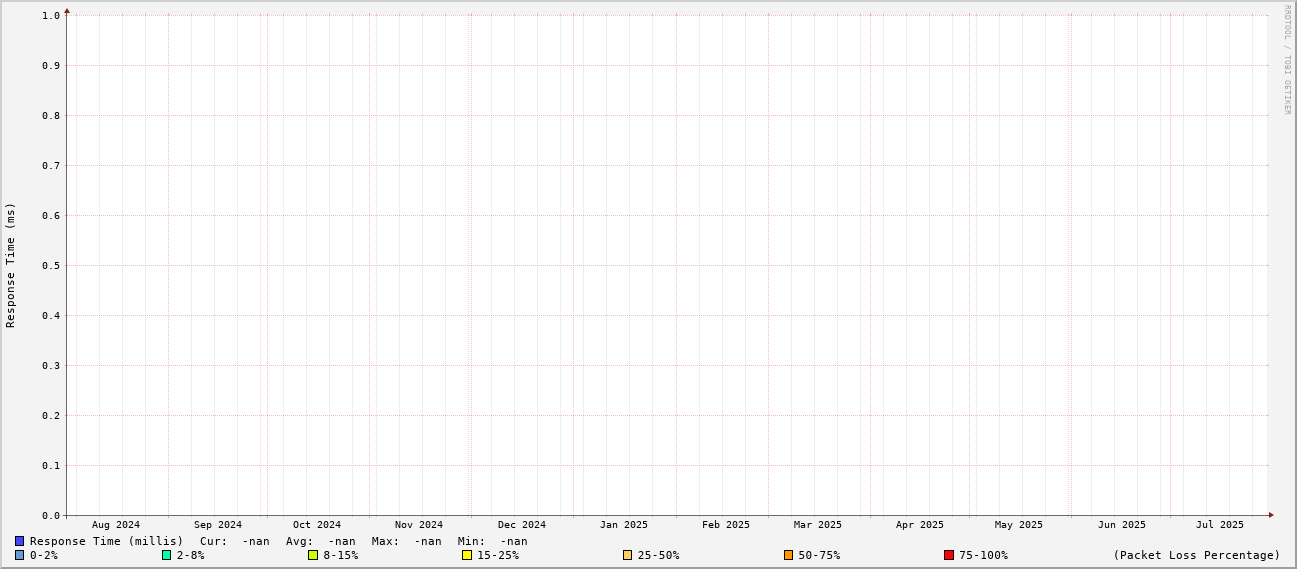 RRDTOOL / TOBI OETIKER
Response Time (ms)
1.0
0.9
0.8
0.7
0.6
0.5
0.4
0.3
0.2
0.1
0.0
Aug 2024 Sep 2024 Oct 2024 Nov 2024 Dec 2024 Jan 2025 Feb 2025 Mar 2025 Apr 2025 May 2025 Jun 2025 Jul 2025
Response Time (millis) Cur: -nan Avg: -nan Max: -nan Min: -nan
0-2% 2-8% 8-15% 15-25% 25-50% 50-75% 75-100% (Packet Loss Percentage)